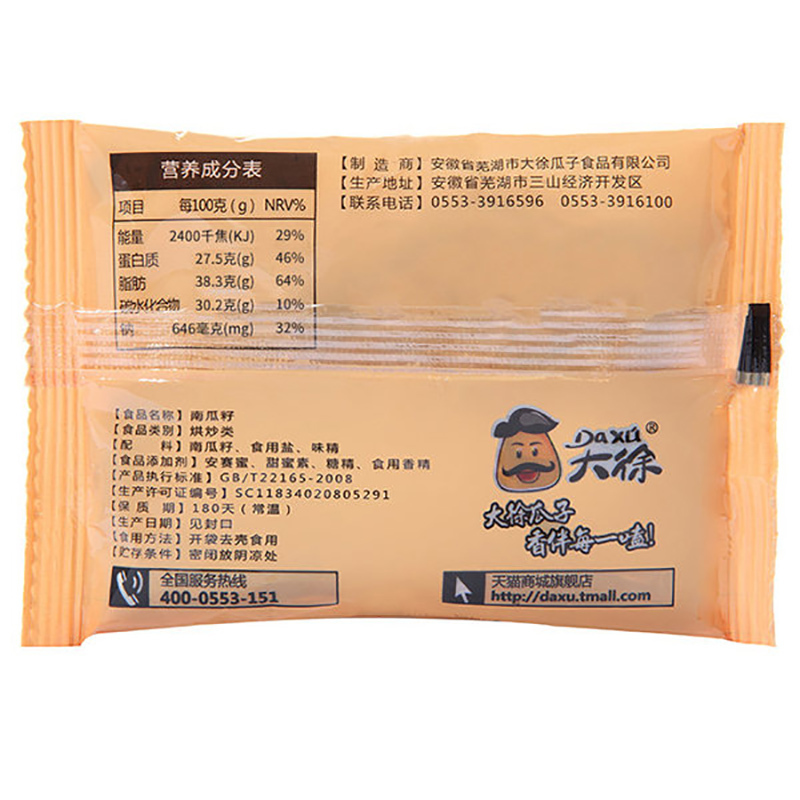 营养成分表
项目 每100克(g) NRV%
能量 2400千焦(KJ) 29%
蛋白质 27.5克(g) 46%
脂肪 38.3克(g) 64%
碳水化合物 30.2克(g) 10%
钠 646毫克(mg) 32%
【制造商】安徽省芜湖市大徐瓜子食品有限公司
【生产地址】安徽省芜湖市三山经济开发区
【联系电话】0553-3916596 0553-3916100
【食品名称】南瓜籽
【食品类别】烘炒类
【配料】南瓜籽、食用盐、味精
【食品添加剂】安赛蜜、甜蜜素、糖精、食用香精
【产品执行标准】GB/T22165-2008
【生产许可证编号】SC11834020805291
【保质期】180天(常温)
【生产日期】见封口
【食用方法】开袋去壳食用
【贮存条件】密闭放阴凉处
全国服务热线
400-0553-151
Daxu®
大徐
大徐瓜子
香伴每一嗑!
天猫商城旗舰店
http://daxu.tmall.com